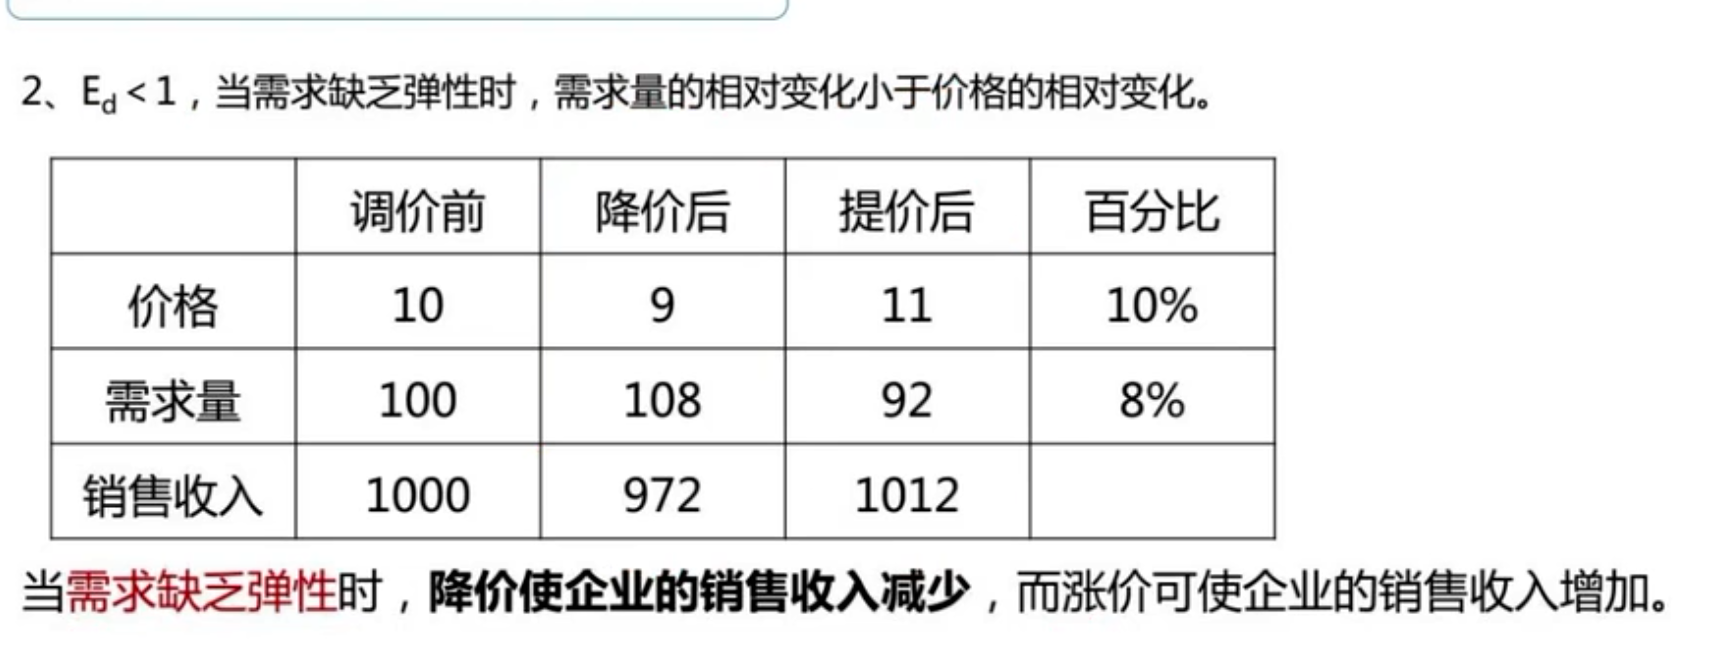 2、Ed<1，当需求缺乏弹性时，需求量的相对变化小于价格的相对变化。
调价前 降价后 提价后 百分比
价格 10 9 11 10%
需求量 100 108 92 8%
销售收入 1000 972 1012
当需求缺乏弹性时，降价使企业的销售收入减少，而涨价可使企业的销售收入增加。